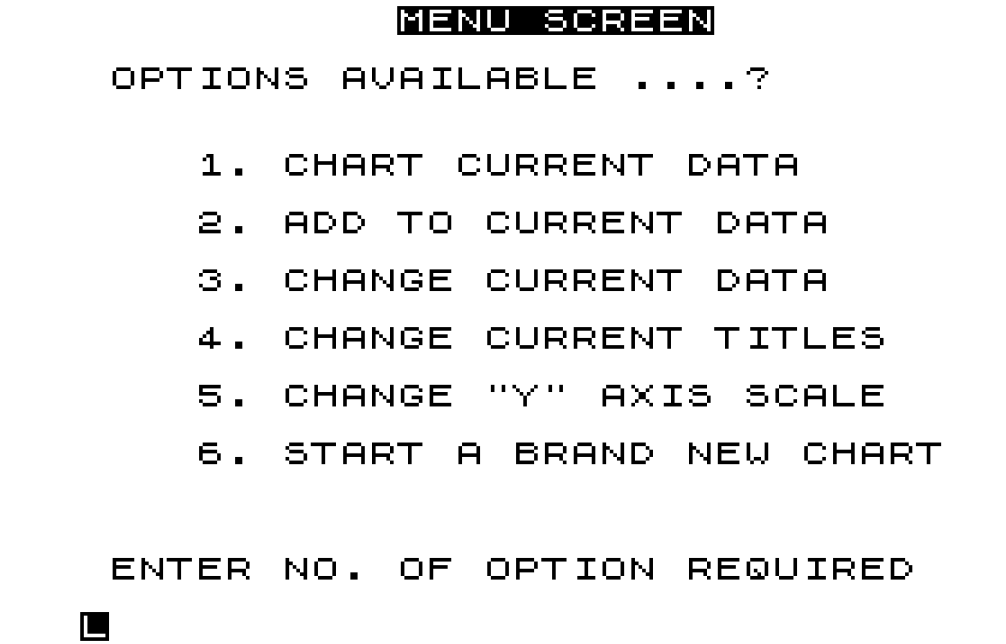 MENU SCREEN
OPTIONS AVAILABLE ....?
1. CHART CURRENT DATA
2. ADD TO CURRENT DATA
3. CHANGE CURRENT DATA
4. CHANGE CURRENT TITLES
5. CHANGE "Y" AXIS SCALE
6. START A BRAND NEW CHART
ENTER NO. OF OPTION REQUIRED
L